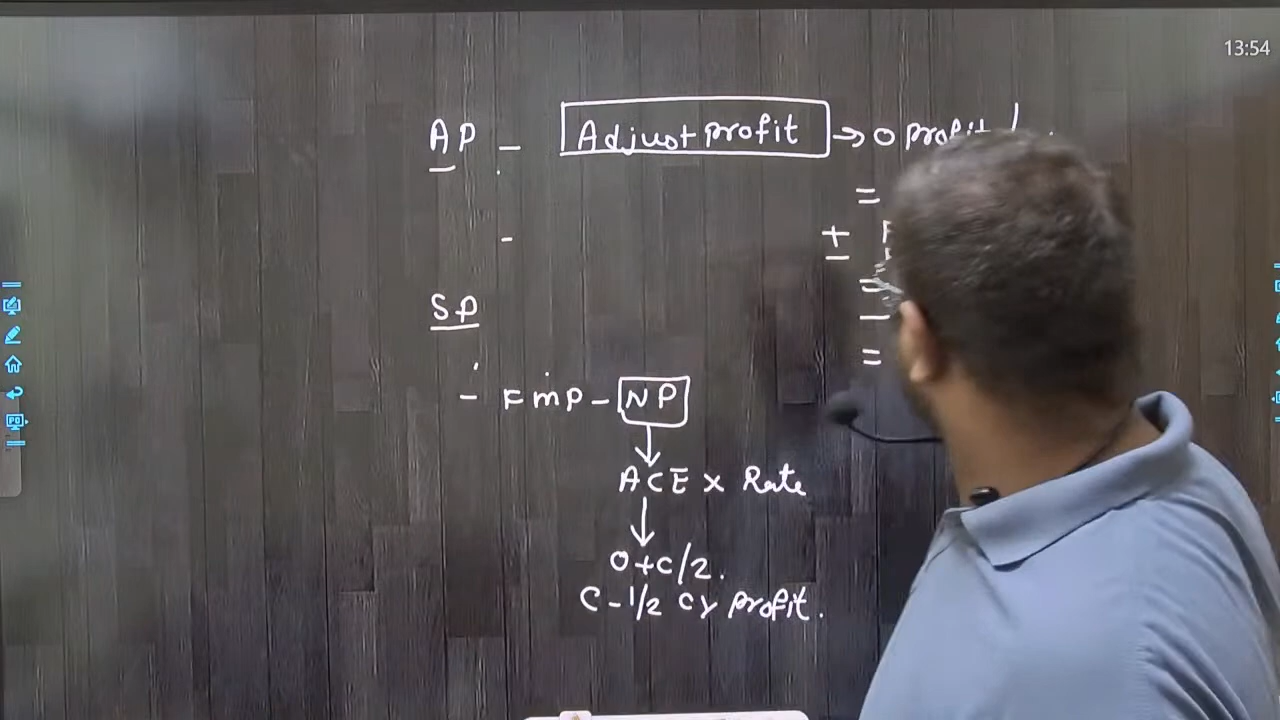 13:54
AP - Adjust profit → 0 profit
=
-
±
=
SP
-
=
- FMP - NP
ACE x Rate
O+C/2.
C - 1/2 Cy profit.